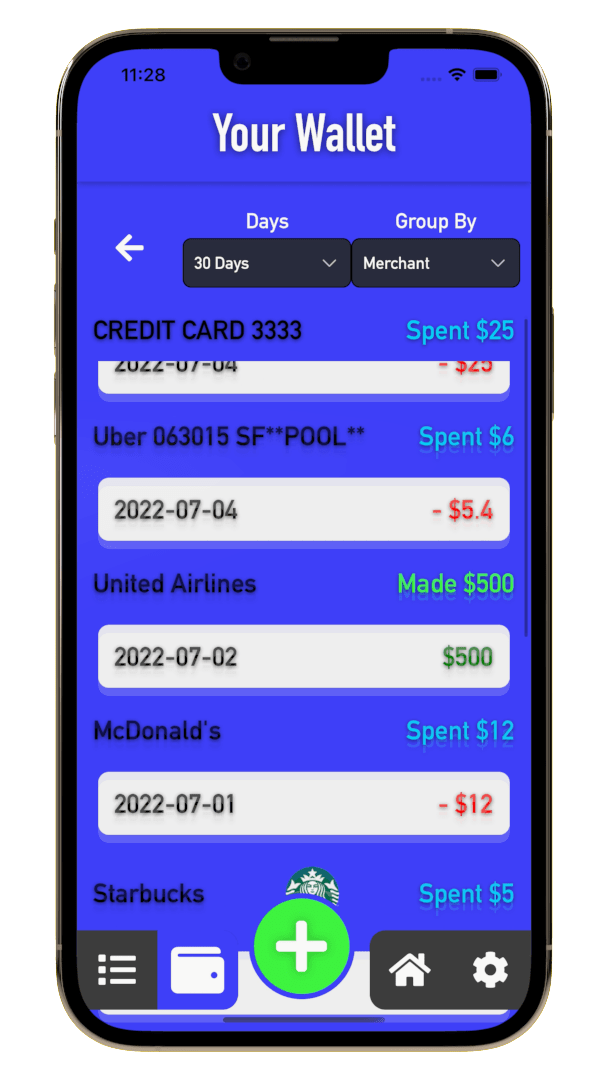 11:28
Your Wallet
Days
Group By
30 Days
Merchant
CREDIT CARD 3333 Spent $25
2022-07-04 - $25
Uber 063015 SF**POOL** Spent $6
2022-07-04 - $5.4
United Airlines Made $500
2022-07-02 $500
McDonald's Spent $12
2022-07-01 - $12
Starbucks Spent $5